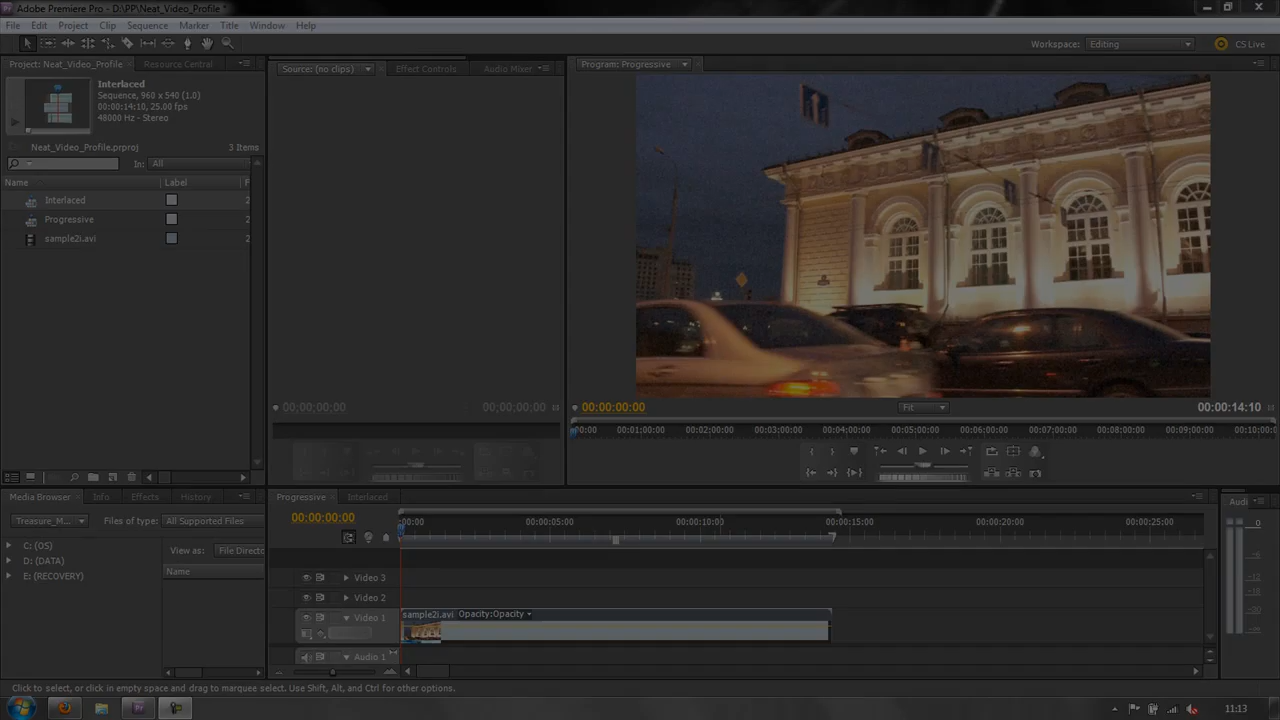 Adobe Premiere Pro - D:\PP\Neat_Video_Profile *
File Edit Project Clip Sequence Marker Title Window Help
Workspace: Editing CS Live
Project: Neat_Video_Profile Resource Central
Interlaced
Sequence, 960 x 540 (1.0)
00:00:14:10, 25.00 fps
48000 Hz - Stereo
Neat_Video_Profile.prproj 3 Items
In: All
Name Label F
Interlaced 2
Progressive 2
sample2i.avi 2
Source: (no clips) Effect Controls Audio Mixer
00;00;00;00 00;00;00;00
Program: Progressive
00:00:00:00 Fit 00:00:14:10
00:00 00:01:00:00 00:02:00:00 00:03:00:00 00:04:00:00 00:05:00:00 00:06:00:00 00:07:00:00 00:08:00:00 00:09:00:00 00:10:00:
Media Browser Info Effects History
Treasure_M... Files of type: All Supported Files
C: (OS)
D: (DATA)
E: (RECOVERY)
View as: File Directo
Name
Progressive Interlaced
00:00:00:00
:00:00 00:00:05:00 00:00:10:00 00:00:15:00 00:00:20:00 00:00:25:00
Video 3
Video 2
Video 1
sample2i.avi Opacity:Opacity
Audio 1
Audi
0
-6
-12
-18
-20
-30
Click to select, or click in empty space and drag to marquee select. Use Shift, Alt, and Ctrl for other options.
11:13